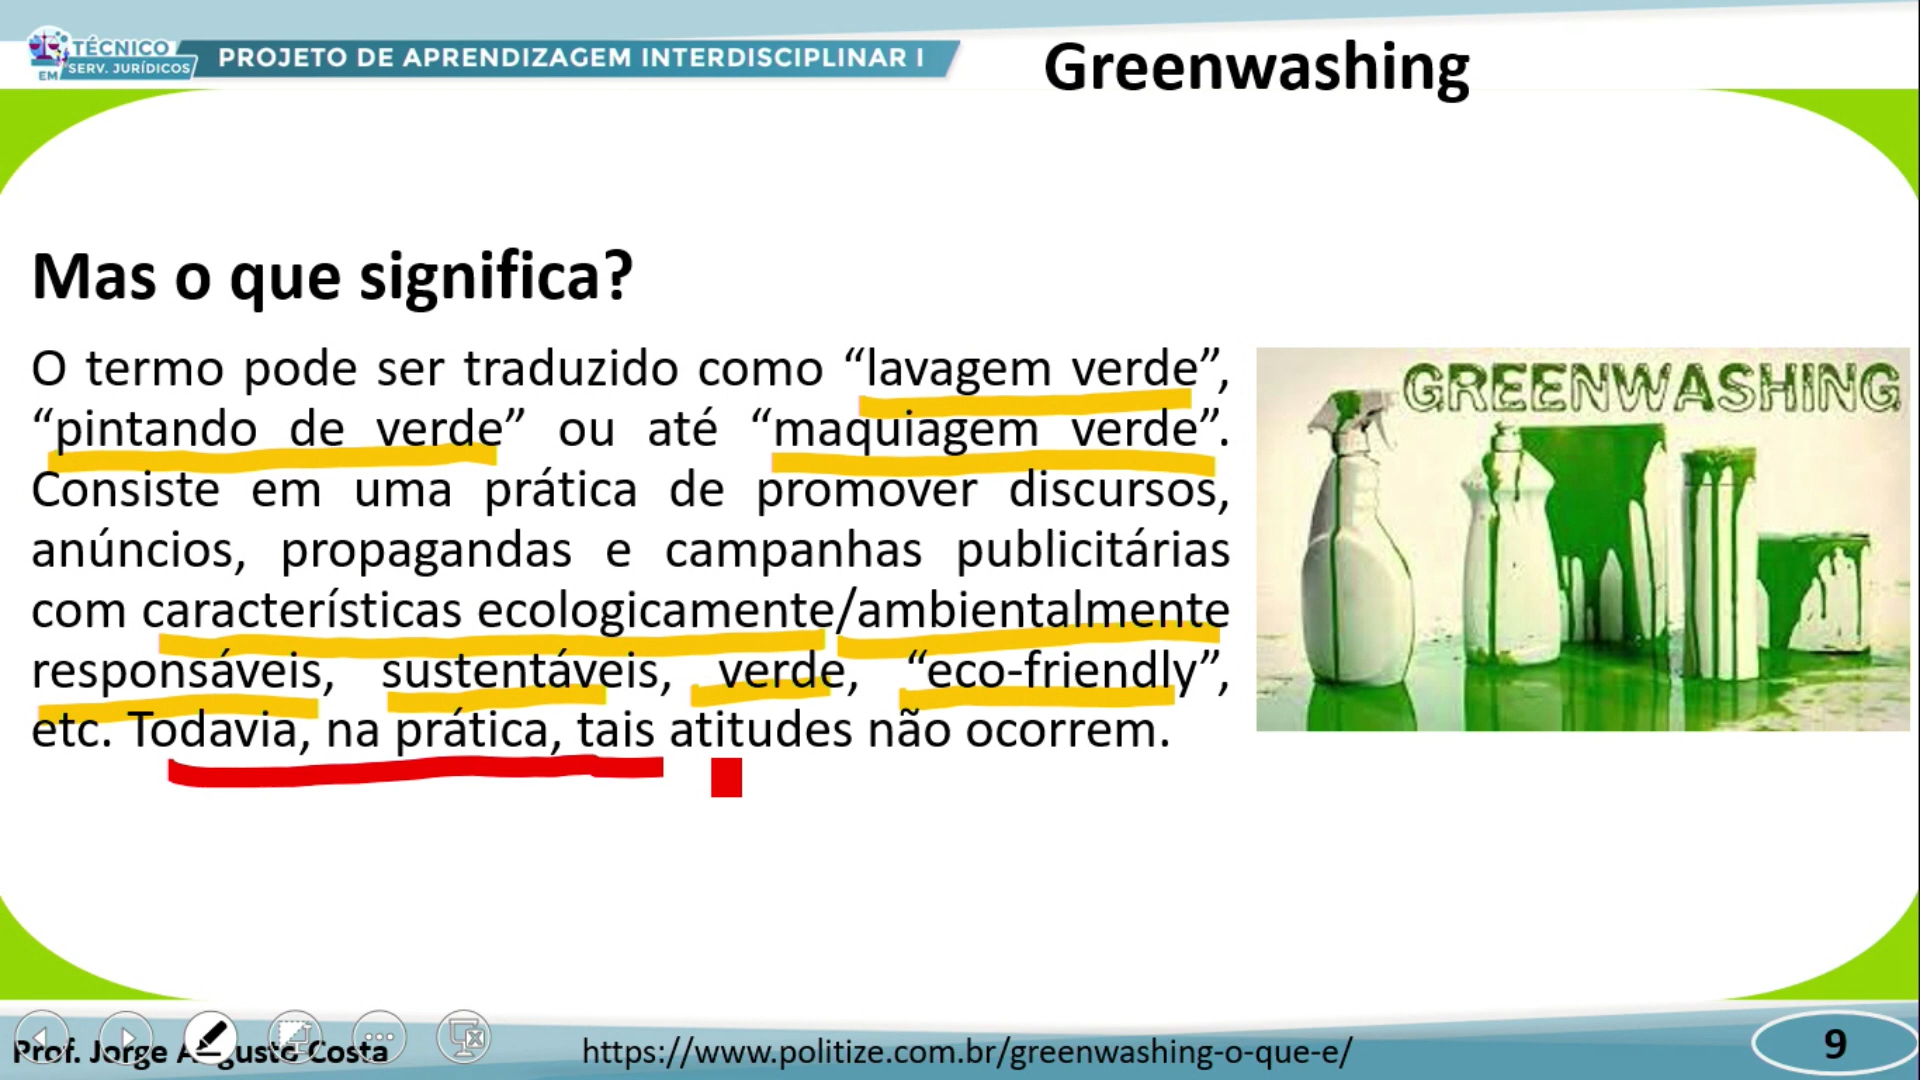 TÉCNICO
EM SERV. JURÍDICOS
PROJETO DE APRENDIZAGEM INTERDISCIPLINAR I
Greenwashing
Mas o que significa?
O termo pode ser traduzido como “lavagem verde”,
“pintando de verde” ou até “maquiagem verde”.
Consiste em uma prática de promover discursos,
anúncios, propagandas e campanhas publicitárias
com características ecologicamente/ambientalmente
responsáveis, sustentáveis, verde, “eco-friendly”,
etc. Todavia, na prática, tais atitudes não ocorrem.
GREENWASHING
Prof. Jorge Augusto Costa
https://www.politize.com.br/greenwashing-o-que-e/
9